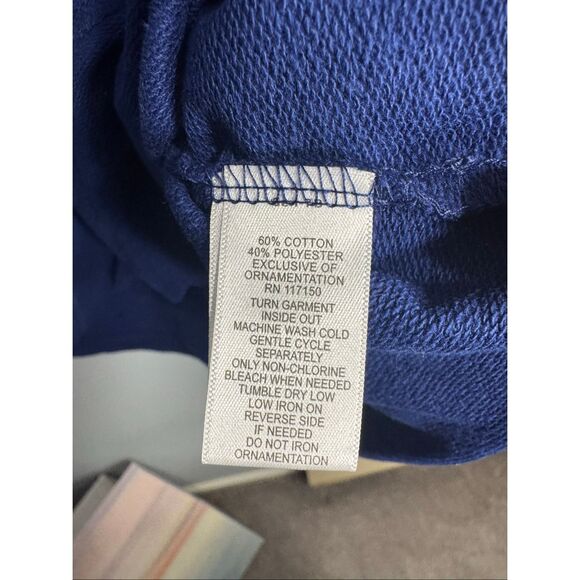 60% COTTON
40% POLYESTER
EXCLUSIVE OF
ORNAMENTATION
RN 117150
TURN GARMENT
INSIDE OUT
MACHINE WASH COLD
GENTLE CYCLE
SEPARATELY
ONLY NON-CHLORINE
BLEACH WHEN NEEDED
TUMBLE DRY LOW
LOW IRON ON
REVERSE SIDE
IF NEEDED
DO NOT IRON
ORNAMENTATION